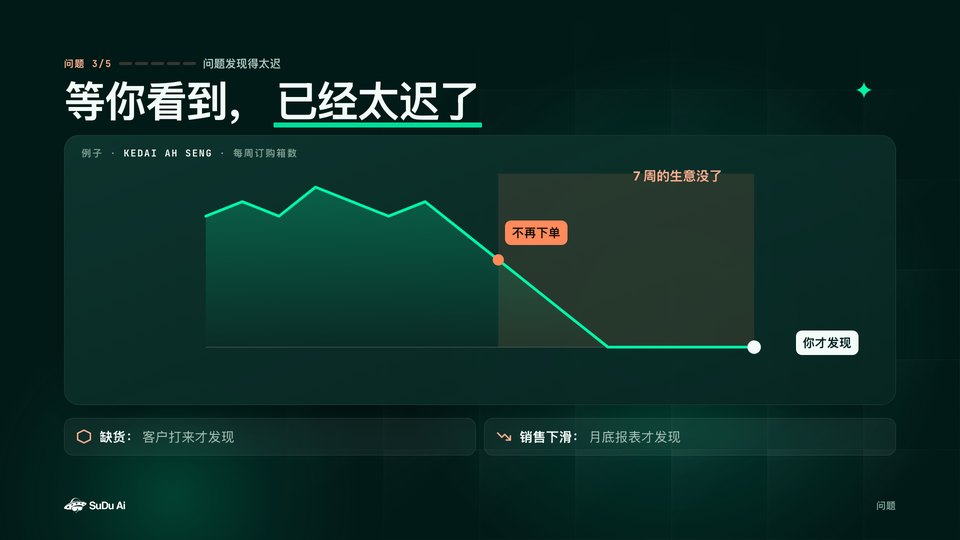 问题 3/5 问题发现得太迟
等你看到，已经太迟了
例子 · KEDAI AH SENG · 每周订购箱数
7 周的生意没了
不再下单
你才发现
缺货： 客户打来才发现
销售下滑： 月底报表才发现
SuDu Ai
问题